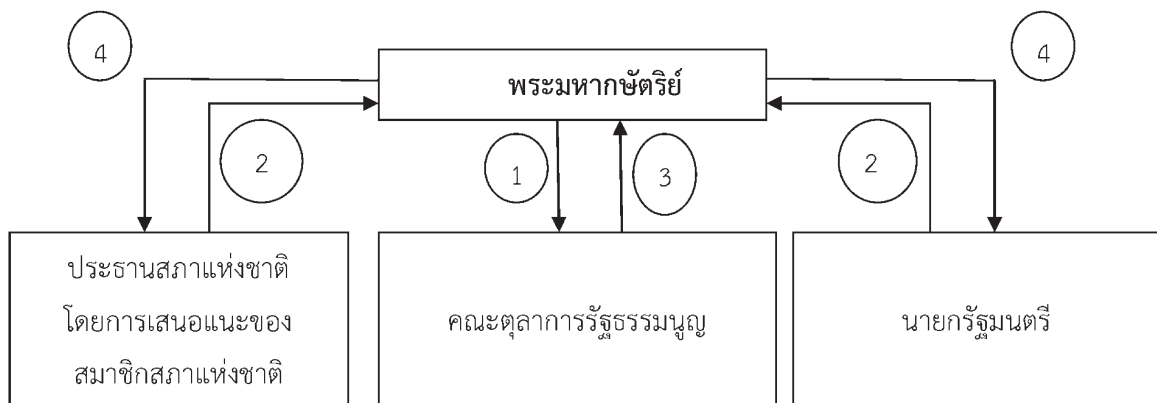 4
4
พระมหากษัตริย์
2
1
3
2
ประธานสภาแห่งชาติ
โดยการเสนอแนะของ
สมาชิกสภาแห่งชาติ
คณะตุลาการรัฐธรรมนูญ
นายกรัฐมนตรี